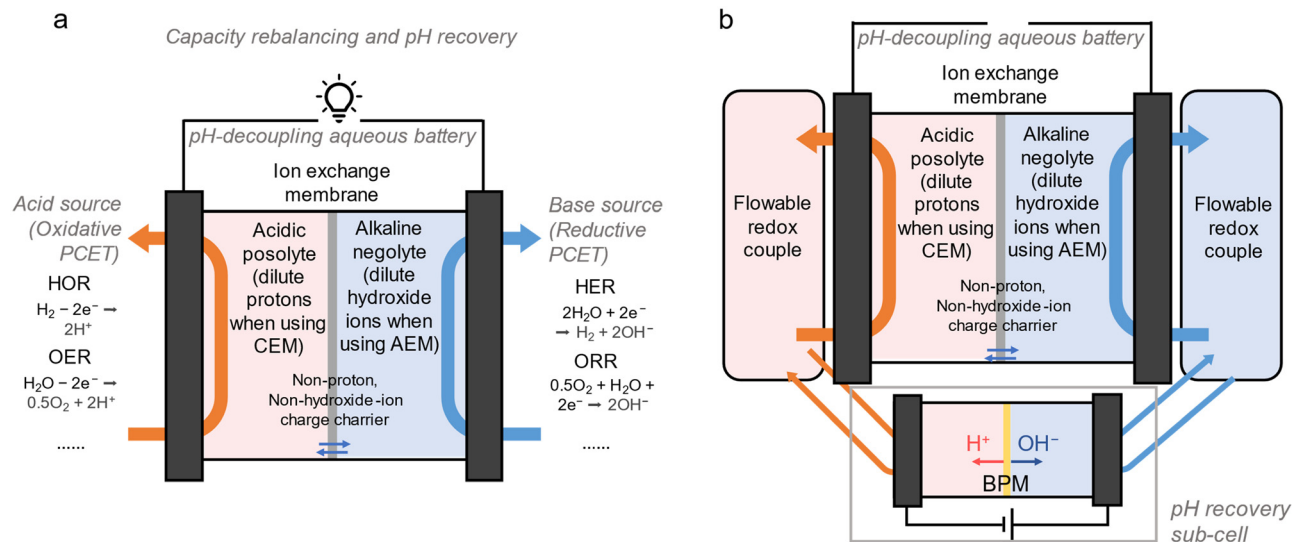 a
Capacity rebalancing and pH recovery
pH-decoupling aqueous battery
Ion exchange
membrane
Acid source
(Oxidative
PCET)
HOR
H₂ − 2e⁻ ➞
2H⁺
OER
H₂O − 2e⁻ ➞
0.5O₂ + 2H⁺
......
Acidic
posolyte
(dilute
protons
when using
CEM)
Alkaline
negolyte
(dilute
hydroxide
ions when
using AEM)
Non-proton,
Non-hydroxide-ion
charge charrier
Base source
(Reductive
PCET)
HER
2H₂O + 2e⁻
➞ H₂ + 2OH⁻
ORR
0.5O₂ + H₂O +
2e⁻ ➞ 2OH⁻
......
b
pH-decoupling aqueous battery
Ion exchange
membrane
Flowable
redox
couple
Acidic
posolyte
(dilute
protons
when using
CEM)
Alkaline
negolyte
(dilute
hydroxide
ions when
using AEM)
Non-proton,
Non-hydroxide-ion
charge charrier
Flowable
redox
couple
H⁺ OH⁻
BPM
pH recovery
sub-cell